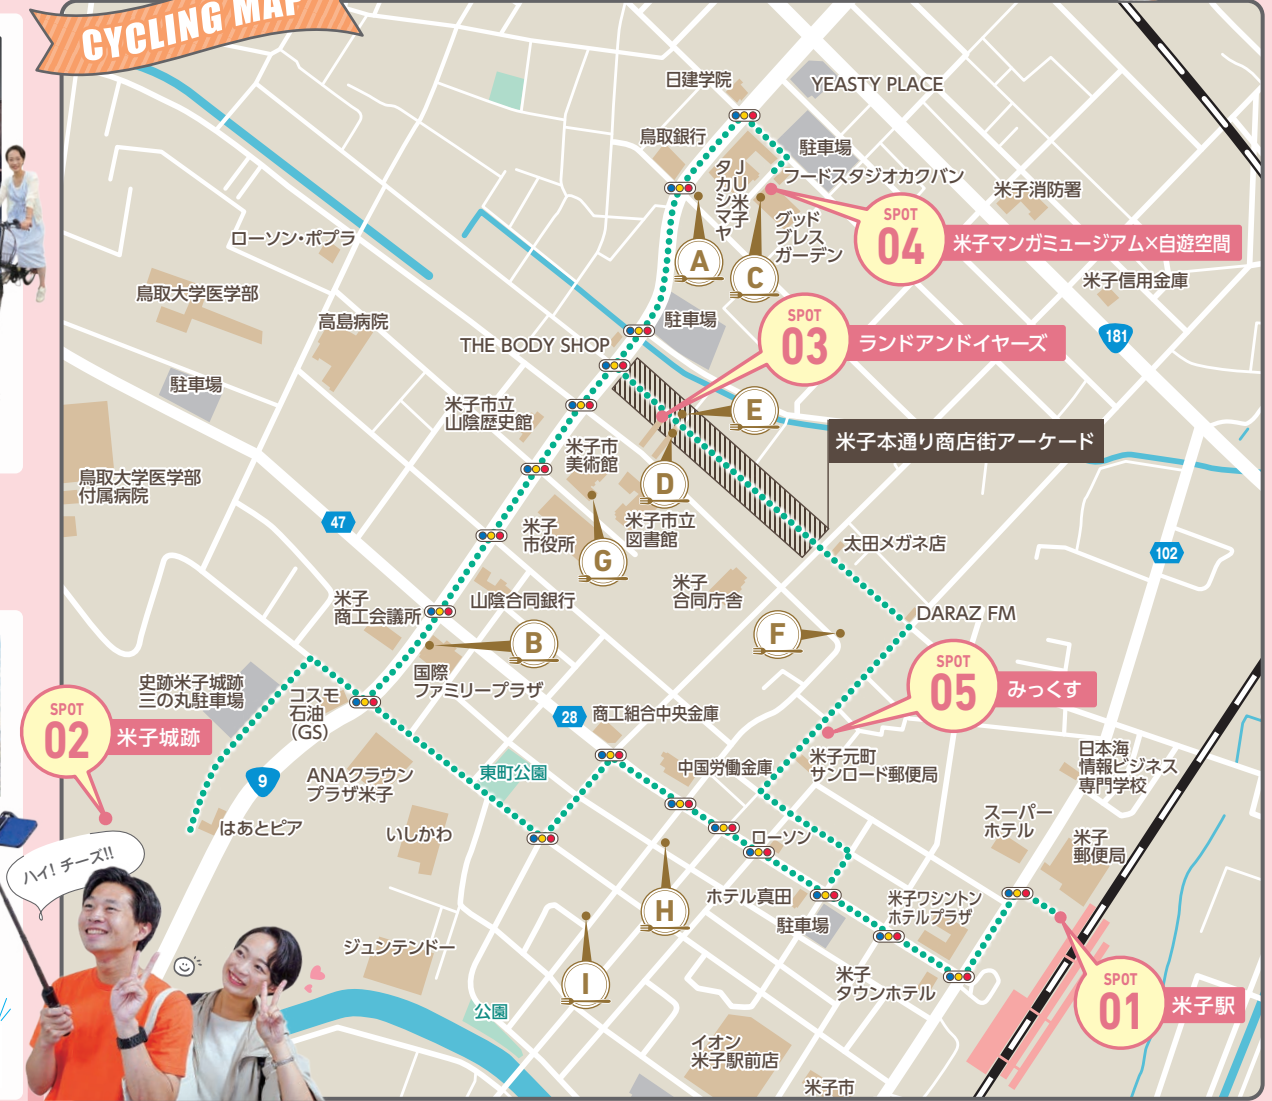 CYCLING MAP
日建学院
YEASTY PLACE
鳥取銀行
駐車場
JU米子
タカシマヤ
フードスタジオカクバン
米子消防署
グッド
ブレス
ガーデン
SPOT
04
米子マンガミュージアム×自遊空間
A
C
ローソン・ポプラ
鳥取大学医学部
高島病院
米子信用金庫
181
駐車場
SPOT
03
ランドアンドイヤーズ
THE BODY SHOP
駐車場
米子市立
山陰歴史館
E
米子本通り商店街アーケード
米子市
美術館
D
鳥取大学医学部
付属病院
47
米子
市役所
米子市立
図書館
G
太田メガネ店
102
米子
合同庁舎
米子
商工会議所
山陰合同銀行
DARAZ FM
B
F
国際
ファミリープラザ
史跡米子城跡
三の丸駐車場
コスモ
石油
(GS)
SPOT
05
みっくす
SPOT
02
米子城跡
28
商工組合中央金庫
9
ANAクラウン
プラザ米子
東町公園
中国労働金庫
米子元町
サンロード郵便局
日本海
情報ビジネス
専門学校
はあとピア
いしかわ
ローソン
スーパー
ホテル
米子
郵便局
ハイ! チーズ!!
H
ホテル真田
駐車場
米子ワシントン
ホテルプラザ
ジュンテンドー
I
米子
タウンホテル
SPOT
01
米子駅
公園
イオン
米子駅前店
米子市